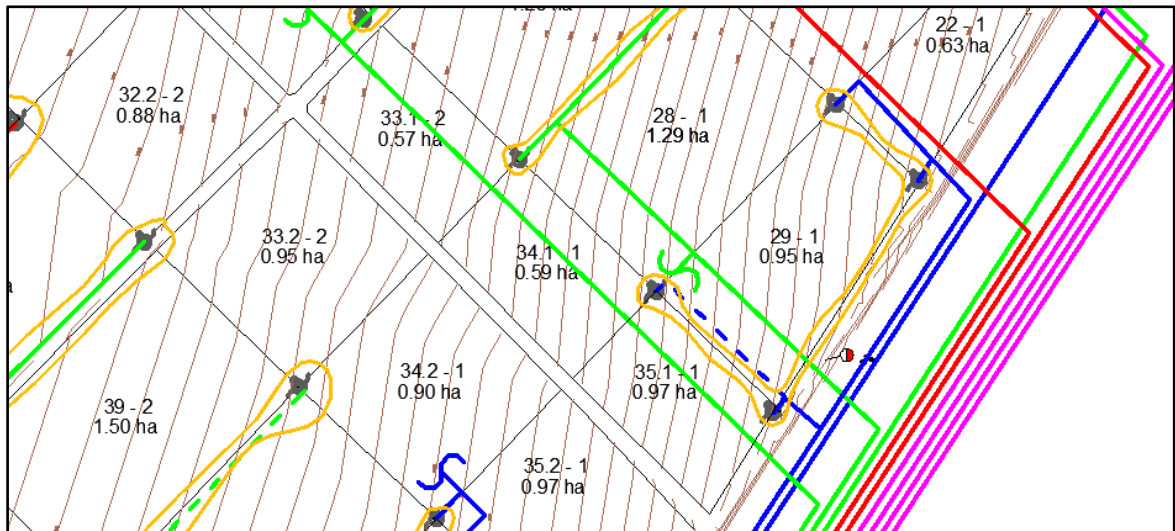 22 - 1
0.63 ha
32.2 - 2
0.88 ha
33.1 - 2
0.57 ha
28 - 1
1.29 ha
33.2 - 2
0.95 ha
34.1 - 1
0.59 ha
29 - 1
0.95 ha
34.2 - 1
0.90 ha
35.1 - 1
0.97 ha
39 - 2
1.50 ha
35.2 - 1
0.97 ha